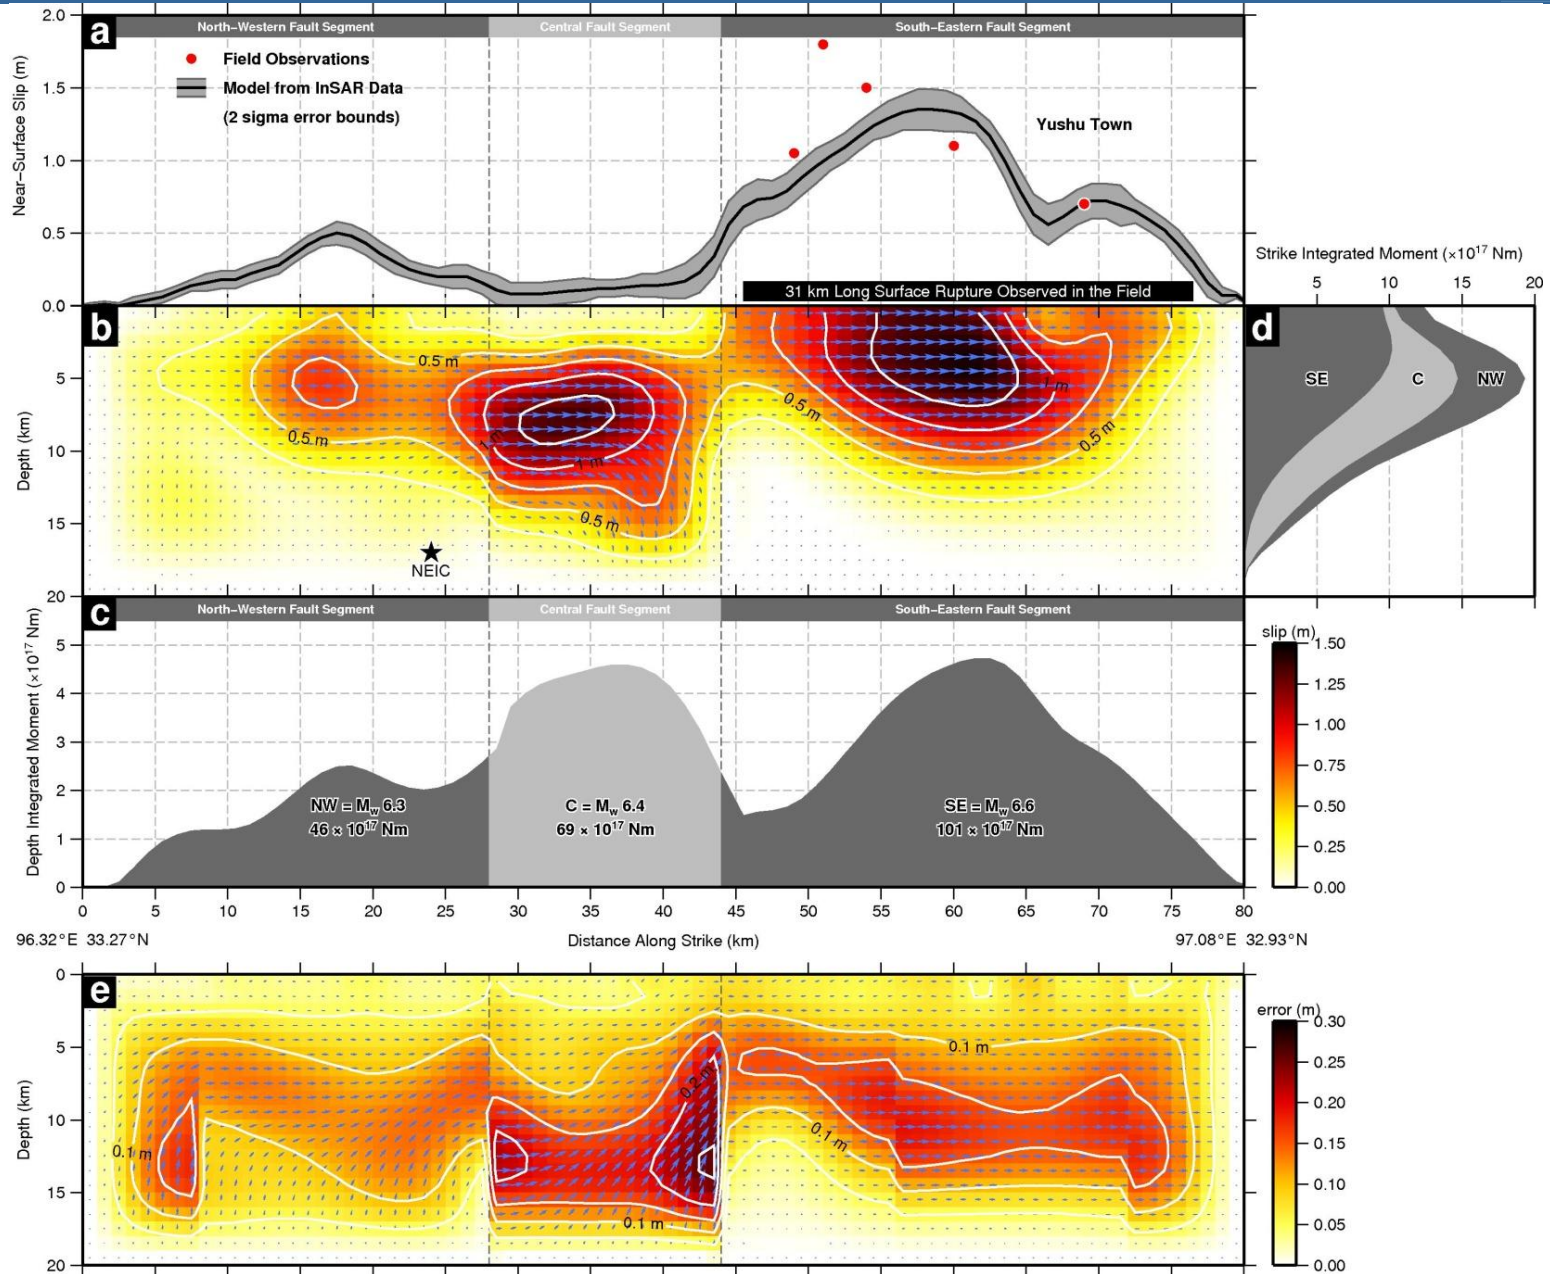 a
North-Western Fault Segment
Central Fault Segment
South-Eastern Fault Segment
Near-Surface Slip (m)
2.0
1.5
1.0
0.5
0.0
Field Observations
Model from InSAR Data
(2 sigma error bounds)
Yushu Town
31 km Long Surface Rupture Observed in the Field
b
Depth (km)
5
10
15
20
0.5 m
0.5 m
1 m
1 m
0.5 m
0.5 m
1 m
0.5 m
NEIC
Strike Integrated Moment (×10¹⁷ Nm)
5 10 15 20
d
SE
C
NW
c
North-Western Fault Segment
Central Fault Segment
South-Eastern Fault Segment
Depth Integrated Moment (×10¹⁷ Nm)
5
4
3
2
1
0
NW = Mw 6.3
46 × 10¹⁷ Nm
C = Mw 6.4
69 × 10¹⁷ Nm
SE = Mw 6.6
101 × 10¹⁷ Nm
0 5 10 15 20 25 30 35 40 45 50 55 60 65 70 75 80
96.32°E 33.27°N
Distance Along Strike (km)
97.08°E 32.93°N
slip (m)
1.50
1.25
1.00
0.75
0.50
0.25
0.00
e
Depth (km)
0
5
10
15
20
0.1 m
0.2 m
0.1 m
0.1 m
0.1 m
error (m)
0.30
0.25
0.20
0.15
0.10
0.05
0.00